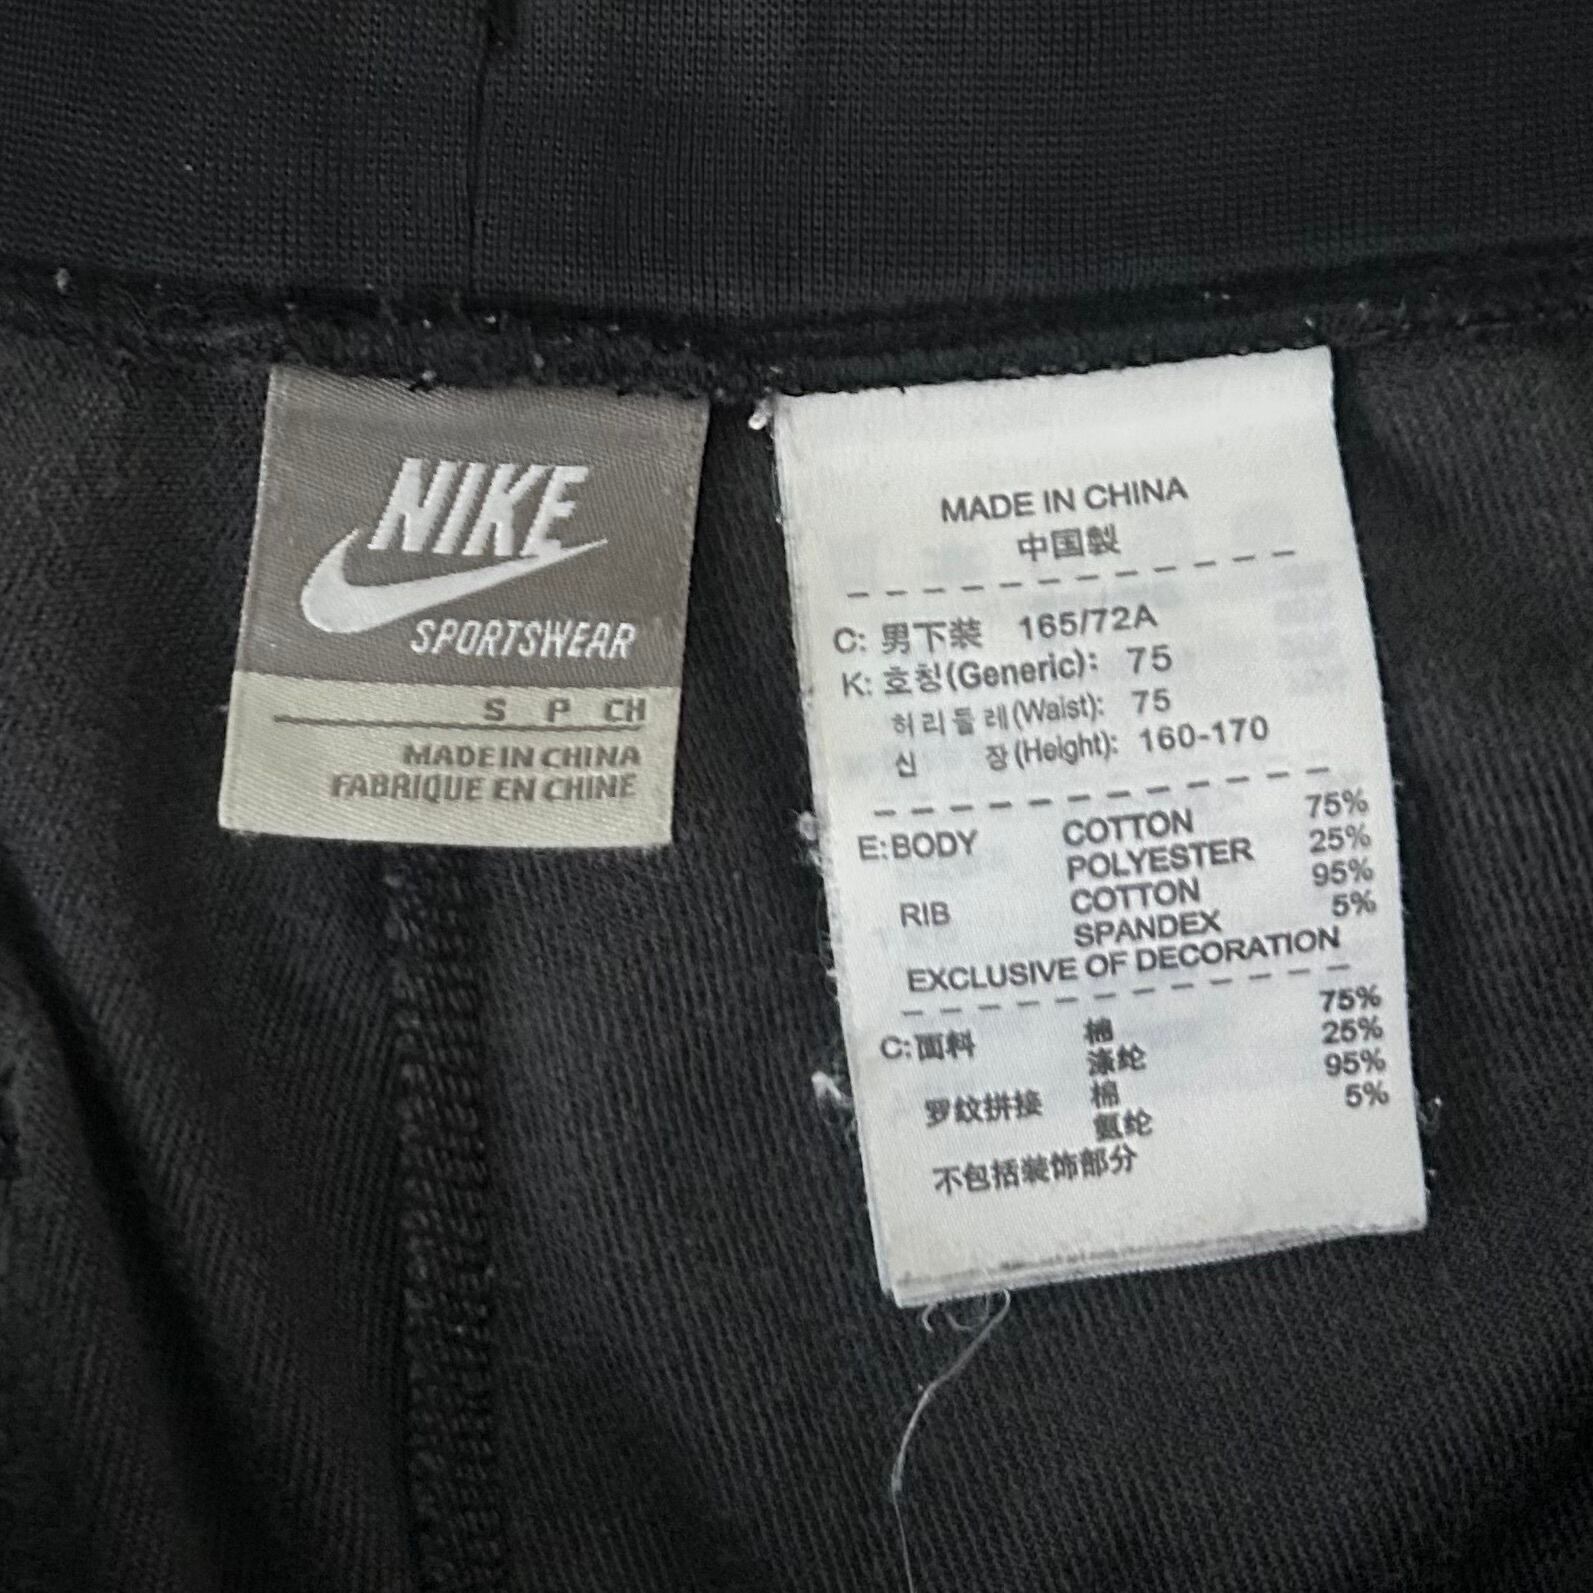 NIKE
SPORTSWEAR
S P CH
MADE IN CHINA
FABRIQUE EN CHINE
MADE IN CHINA
中国製
C: 男下裝 165/72A
K: 호칭(Generic): 75
허리둘레(Waist): 75
신 장(Height): 160-170
E: BODY COTTON 75%
POLYESTER 25%
RIB COTTON 95%
SPANDEX 5%
EXCLUSIVE OF DECORATION
C: 面料 棉 75%
涤纶 25%
罗纹拼接 棉 95%
氨纶 5%
不包括装饰部分